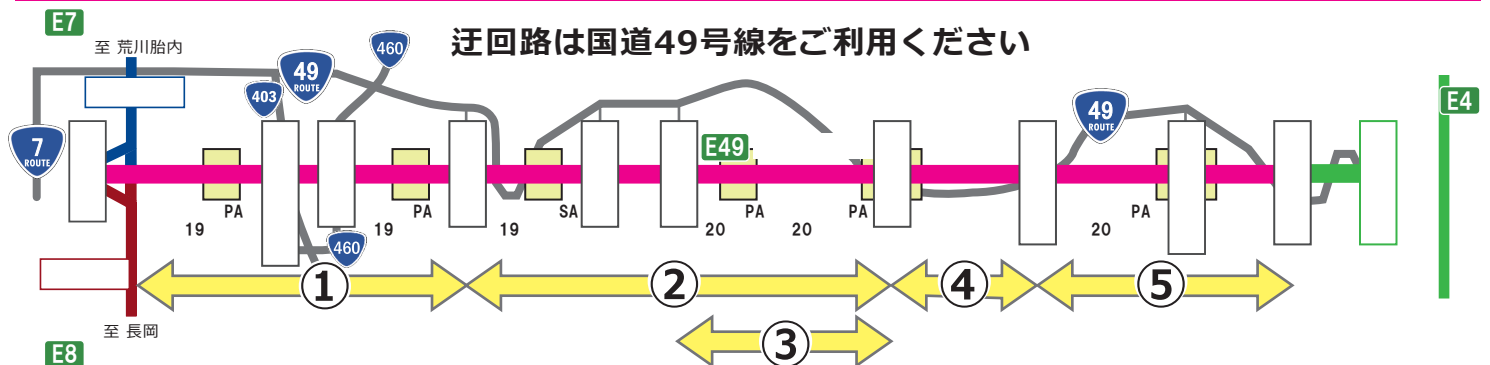 E7
至 荒川胎内
迂回路は国道49号線をご利用ください
460
49
ROUTE
403
49
ROUTE
E4
7
ROUTE
E49
PA
PA
SA
PA
PA
PA
19
19
19
20
20
20
460
①
②
④
⑤
至 長岡
③
E8